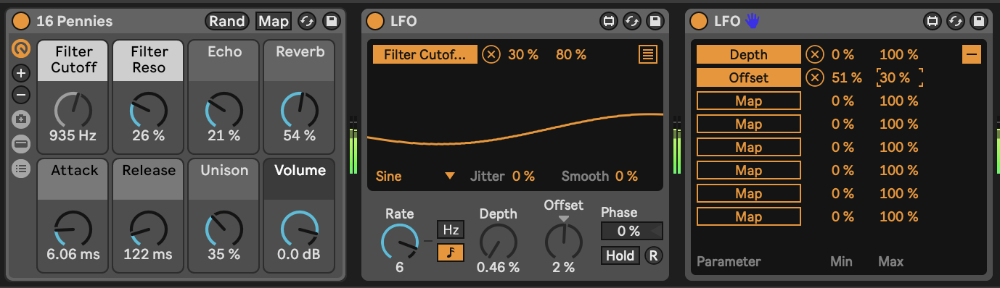 16 Pennies Rand Map
Filter Cutoff
Filter Reso
Echo
Reverb
935 Hz
26 %
21 %
54 %
Attack
Release
Unison
Volume
6.06 ms
122 ms
35 %
0.0 dB
LFO
Filter Cutof... 30 % 80 %
Sine Jitter 0 % Smooth 0 %
Rate
Depth
Offset
Phase
Hz
0 %
Hold R
6
0.46 %
2 %
LFO
Depth 0 % 100 %
Offset 51 % 30 %
Map 0 % 100 %
Map 0 % 100 %
Map 0 % 100 %
Map 0 % 100 %
Map 0 % 100 %
Map 0 % 100 %
Parameter Min Max